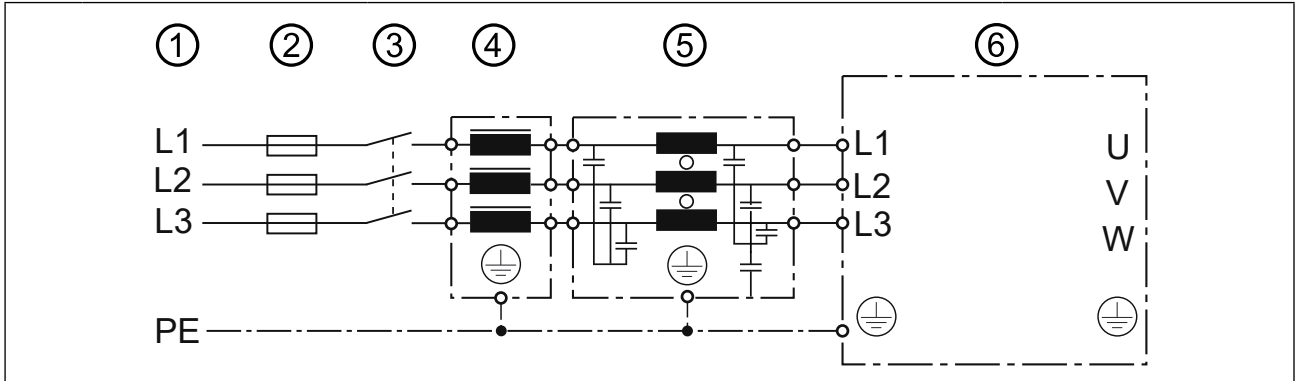 ① ② ③ ④ ⑤ ⑥
L1 L1 U
L2 L2 V
L3 L3 W
PE